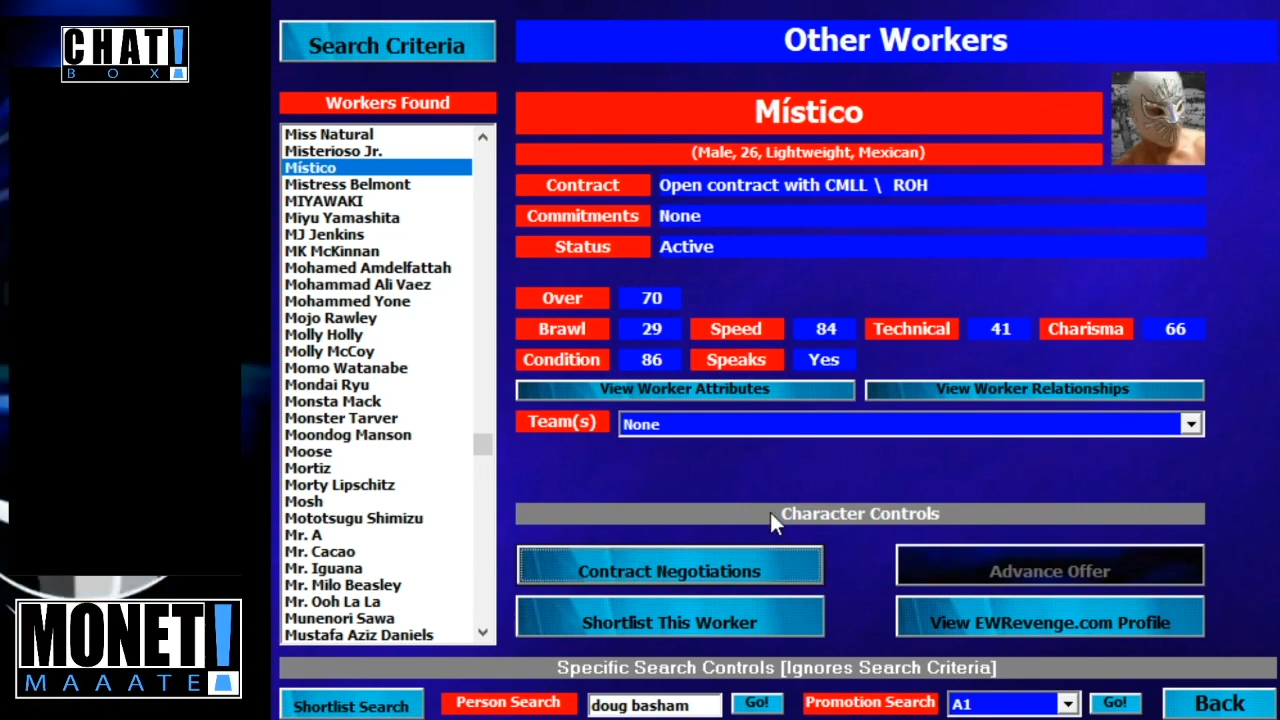 CHAT!
BOX
Search Criteria
Other Workers
Workers Found
Miss Natural
Misterioso Jr.
Místico
Mistress Belmont
MIYAWAKI
Miyu Yamashita
MJ Jenkins
MK McKinnan
Mohamed Amdelfattah
Mohammad Ali Vaez
Mohammed Yone
Mojo Rawley
Molly Holly
Molly McCoy
Momo Watanabe
Mondai Ryu
Monsta Mack
Monster Tarver
Moondog Manson
Moose
Mortiz
Morty Lipschitz
Mosh
Mototsugu Shimizu
Mr. A
Mr. Cacao
Mr. Iguana
Mr. Milo Beasley
Mr. Ooh La La
Munenori Sawa
Mustafa Aziz Daniels
Místico
(Male, 26, Lightweight, Mexican)
Contract Open contract with CMLL \ ROH
Commitments None
Status Active
Over 70
Brawl 29 Speed 84 Technical 41 Charisma 66
Condition 86 Speaks Yes
View Worker Attributes View Worker Relationships
Team(s) None
Character Controls
Contract Negotiations Advance Offer
Shortlist This Worker View EWRevenge.com Profile
MONET!
MAAATE!
Specific Search Controls [Ignores Search Criteria]
Shortlist Search Person Search doug basham Go! Promotion Search A1 Go! Back